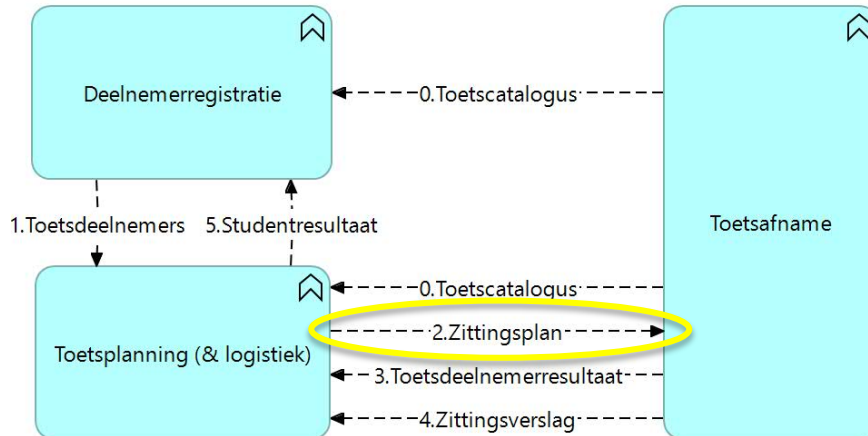 Deelnemerregistratie
0.Toetscatalogus
1.Toetsdeelnemers
5.Studentresultaat
Toetsafname
0.Toetscatalogus
2.Zittingsplan
Toetsplanning (& logistiek)
3.Toetsdeelnemerresultaat
4.Zittingsverslag